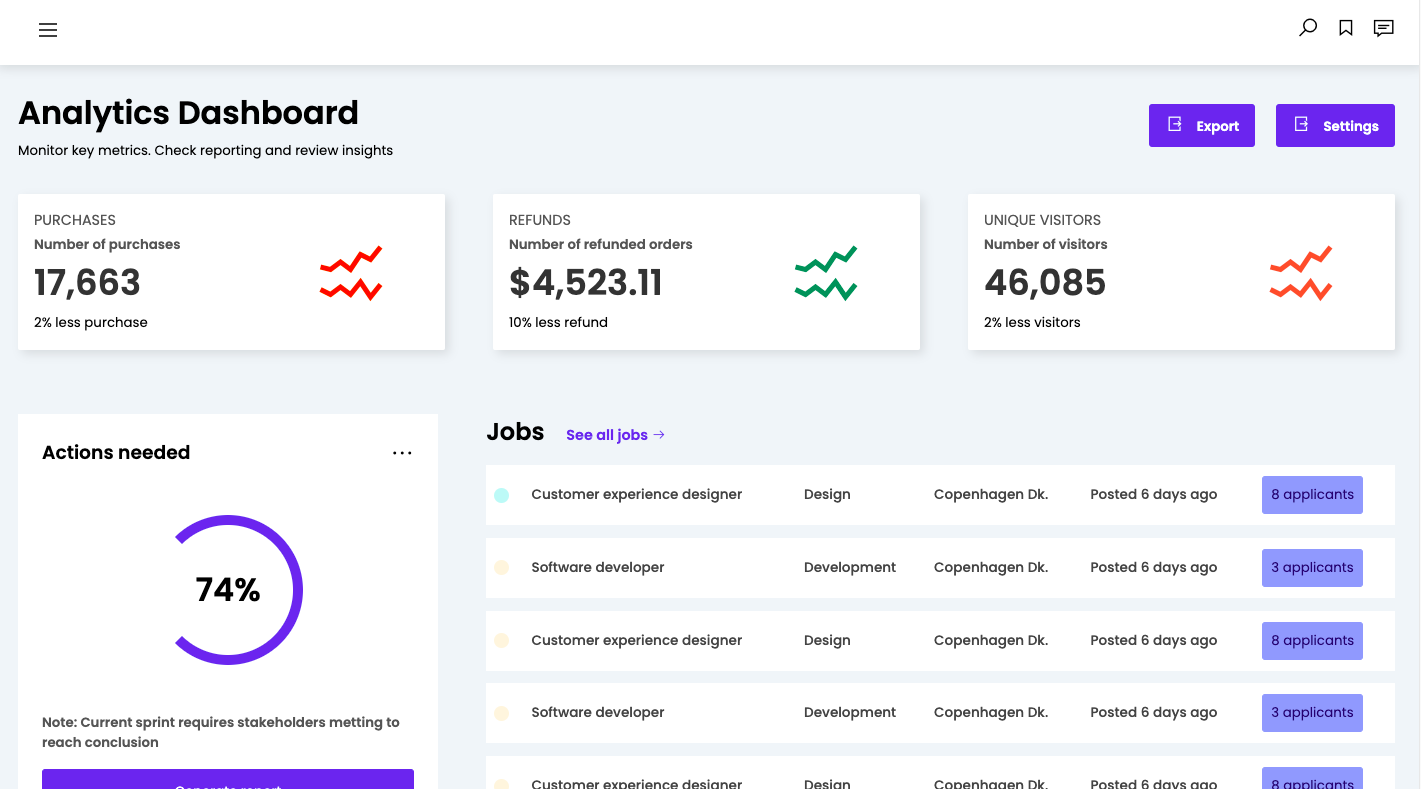 Analytics Dashboard
Monitor key metrics. Check reporting and review insights
Export
Settings
PURCHASES
Number of purchases
17,663
2% less purchase
REFUNDS
Number of refunded orders
$4,523.11
10% less refund
UNIQUE VISITORS
Number of visitors
46,085
2% less visitors
Actions needed
74%
Note: Current sprint requires stakeholders metting to
reach conclusion
Generate report
Jobs See all jobs
Customer experience designer Design Copenhagen Dk. Posted 6 days ago 8 applicants
Software developer Development Copenhagen Dk. Posted 6 days ago 3 applicants
Customer experience designer Design Copenhagen Dk. Posted 6 days ago 8 applicants
Software developer Development Copenhagen Dk. Posted 6 days ago 3 applicants
Customer experience designer Design Copenhagen Dk. Posted 6 days ago 8 applicants